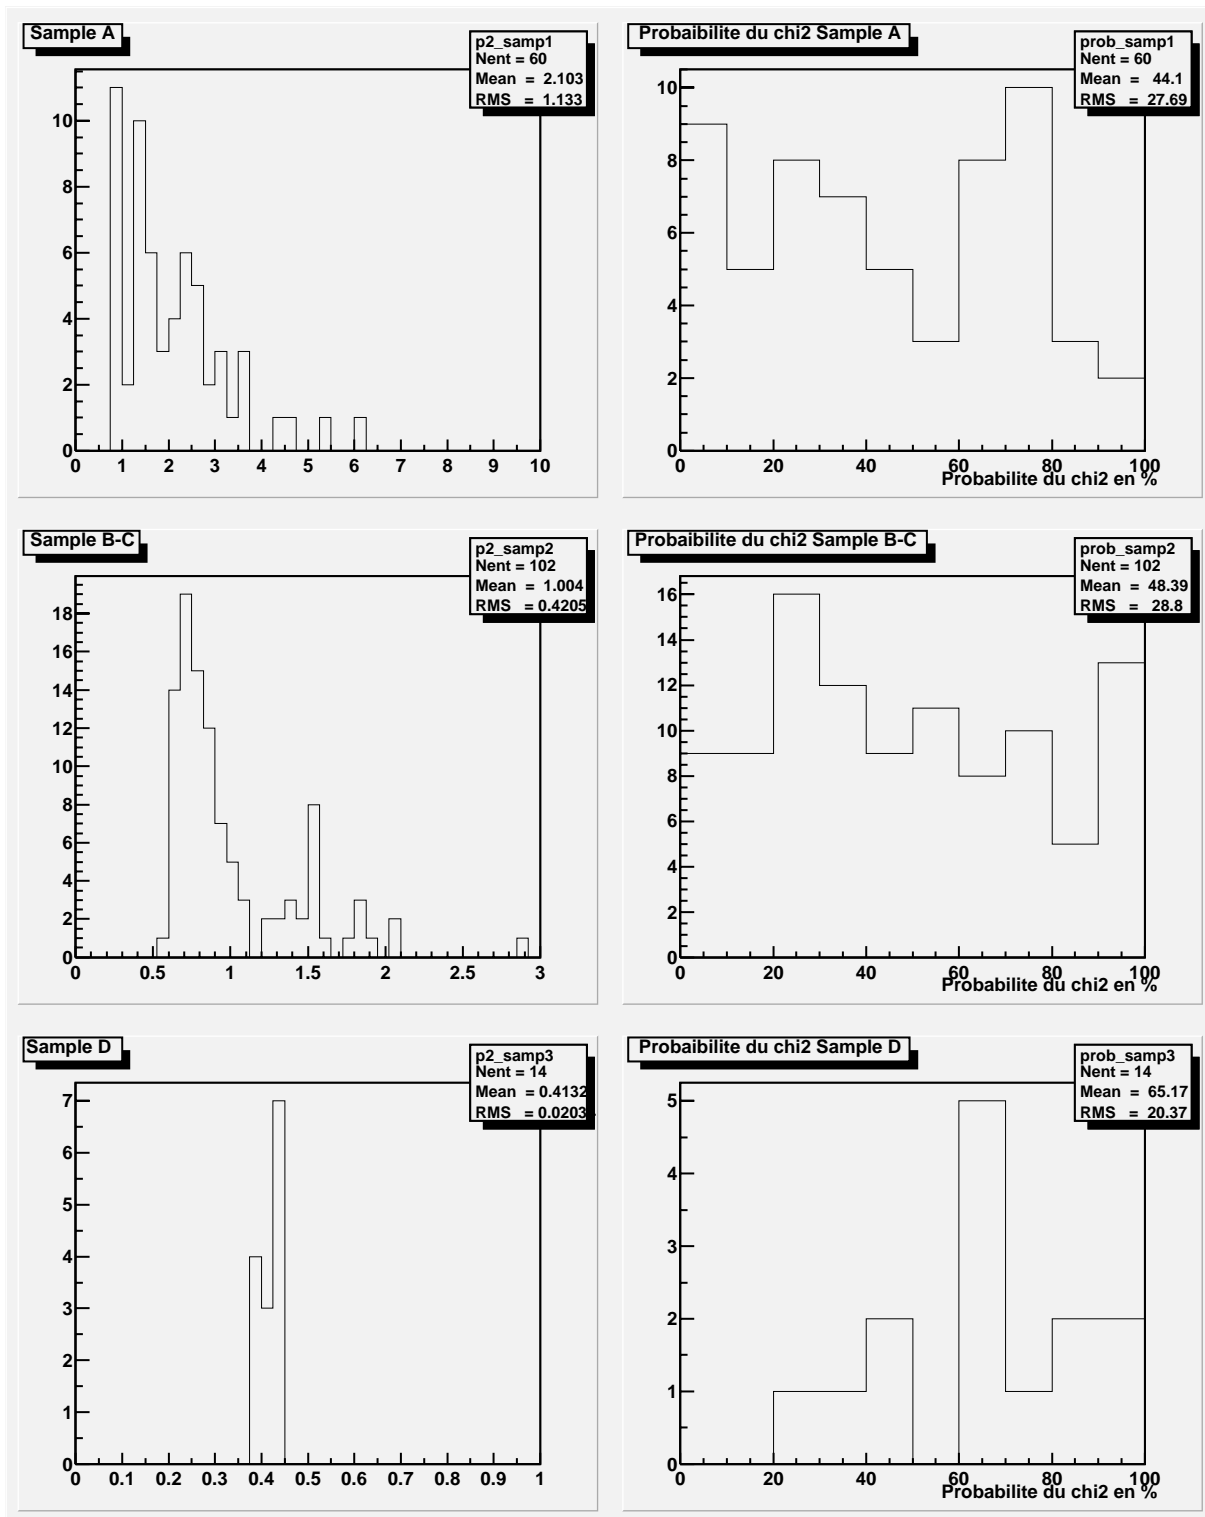 Sample A
p2_samp1
Nent = 60
Mean = 2.103
RMS = 1.133
10
8
6
4
2
0
0 1 2 3 4 5 6 7 8 9 10
Probaibilite du chi2 Sample A
prob_samp1
Nent = 60
Mean = 44.1
RMS = 27.69
10
8
6
4
2
0
0 20 40 60 80 100
Probabilite du chi2 en %
Sample B-C
p2_samp2
Nent = 102
Mean = 1.004
RMS = 0.4205
18
16
14
12
10
8
6
4
2
0
0 0.5 1 1.5 2 2.5 3
Probaibilite du chi2 Sample B-C
prob_samp2
Nent = 102
Mean = 48.39
RMS = 28.8
16
14
12
10
8
6
4
2
0
0 20 40 60 80 100
Probabilite du chi2 en %
Sample D
p2_samp3
Nent = 14
Mean = 0.4132
RMS = 0.0203
7
6
5
4
3
2
1
0
0 0.1 0.2 0.3 0.4 0.5 0.6 0.7 0.8 0.9 1
Probaibilite du chi2 Sample D
prob_samp3
Nent = 14
Mean = 65.17
RMS = 20.37
5
4
3
2
1
0
0 20 40 60 80 100
Probabilite du chi2 en %